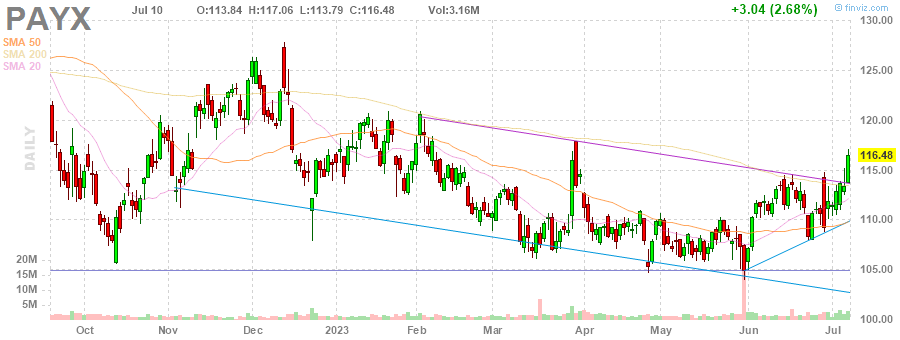 PAYX Jul 10 O:113.84 H:117.06 L:113.79 C:116.48 Vol:3.16M +3.04 (2.68%) finviz.com
SMA 50
SMA 200
SMA 20
DAILY
130.00
125.00
120.00
116.48
115.00
110.00
105.00
100.00
20M
15M
10M
5M
Oct Nov Dec 2023 Feb Mar Apr May Jun Jul